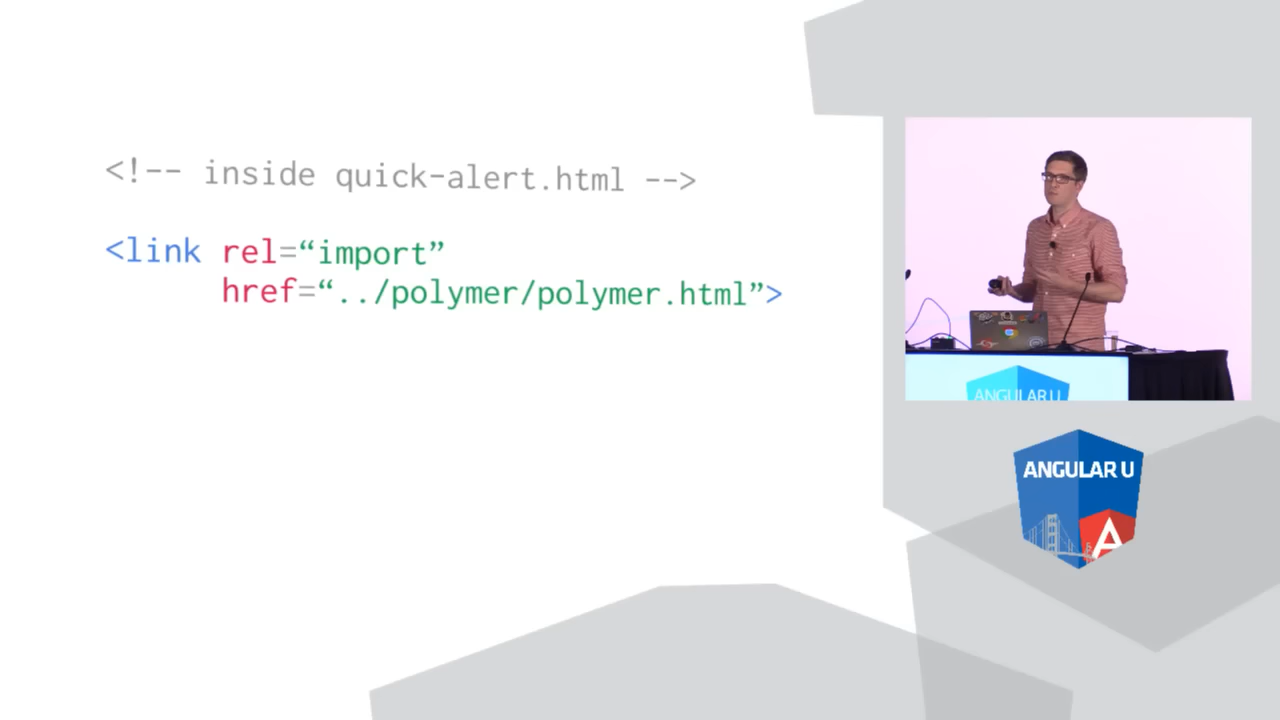 <!-- inside quick-alert.html -->
<link rel=“import”
href=“../polymer/polymer.html”>
ANGULAR U
ANGULAR U